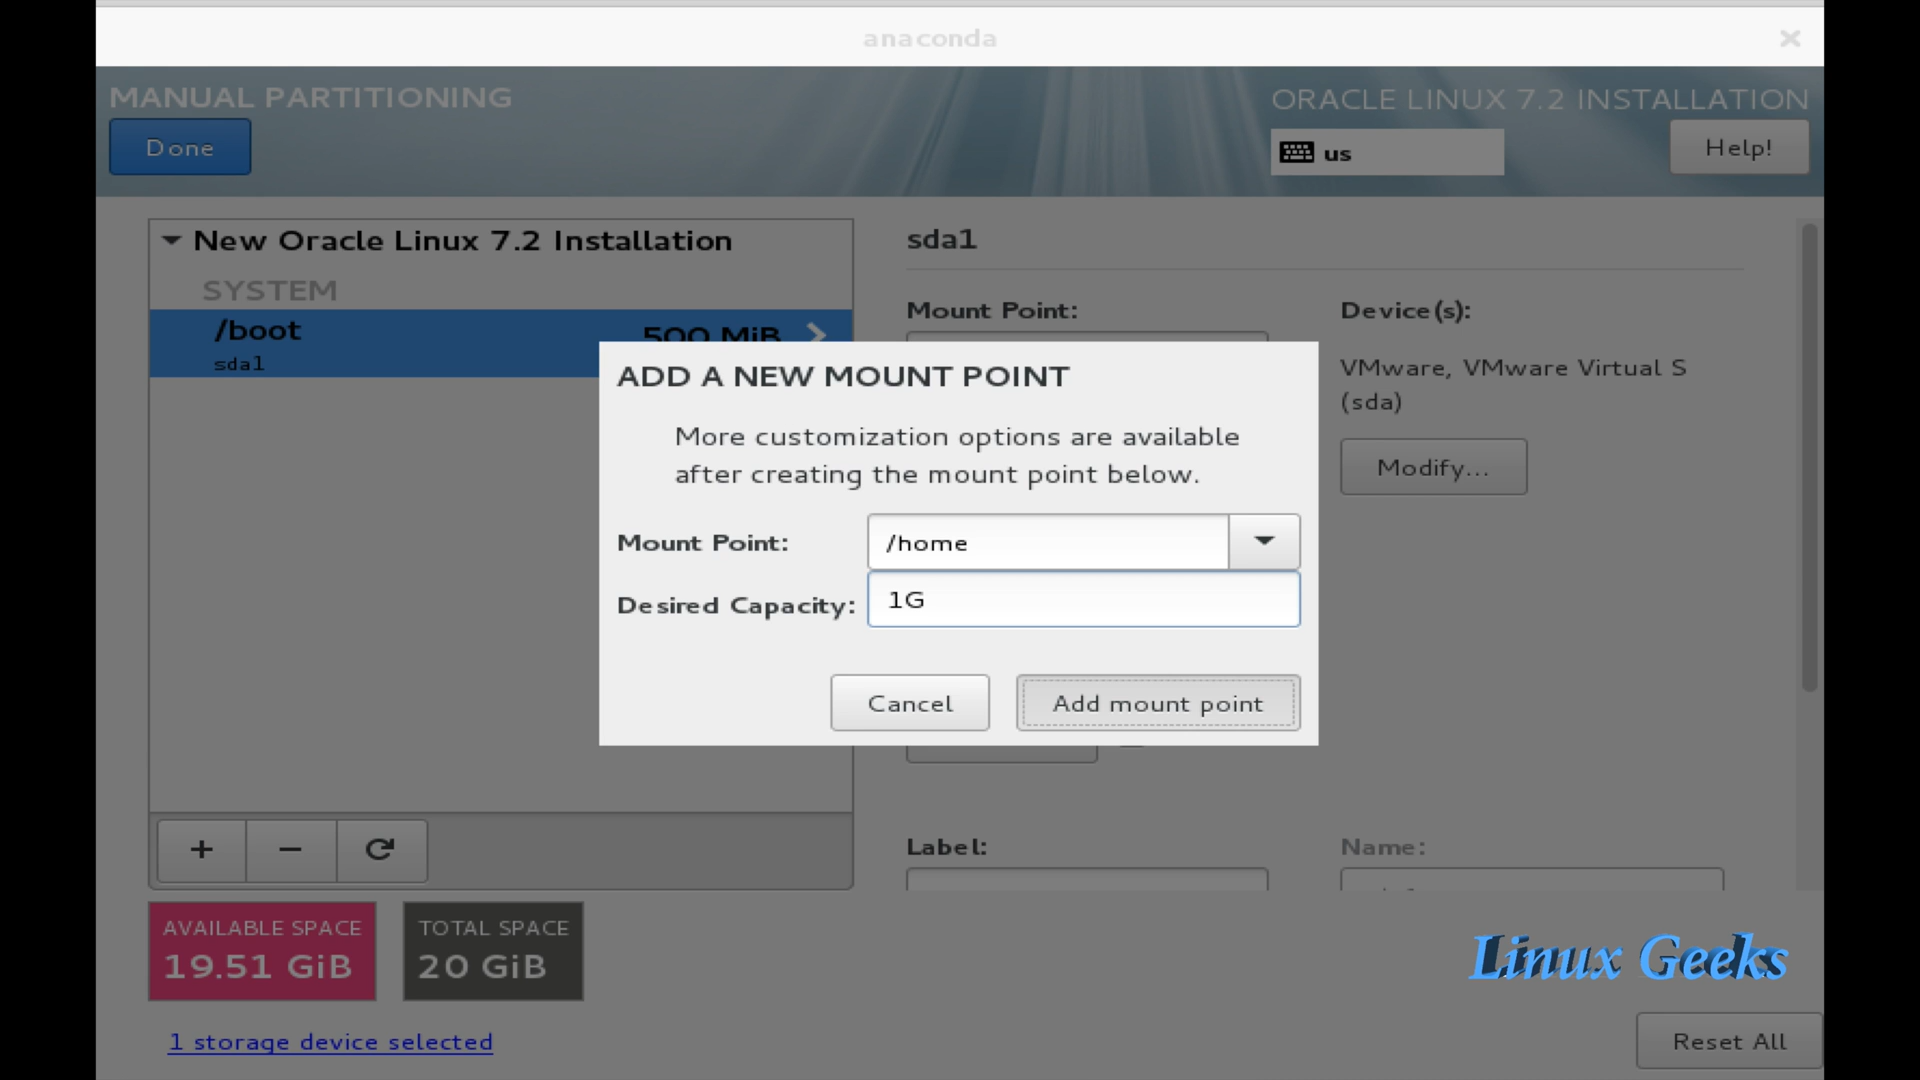 anaconda
MANUAL PARTITIONING
ORACLE LINUX 7.2 INSTALLATION
Done
us
Help!
New Oracle Linux 7.2 Installation
SYSTEM
/boot
500 MiB
sda1
sda1
Mount Point:
Device(s):
VMware, VMware Virtual S
(sda)
Modify...
ADD A NEW MOUNT POINT
More customization options are available
after creating the mount point below.
Mount Point:
/home
Desired Capacity:
1G
Cancel
Add mount point
Label:
Name:
AVAILABLE SPACE
19.51 GiB
TOTAL SPACE
20 GiB
Linux Geeks
1 storage device selected
Reset All